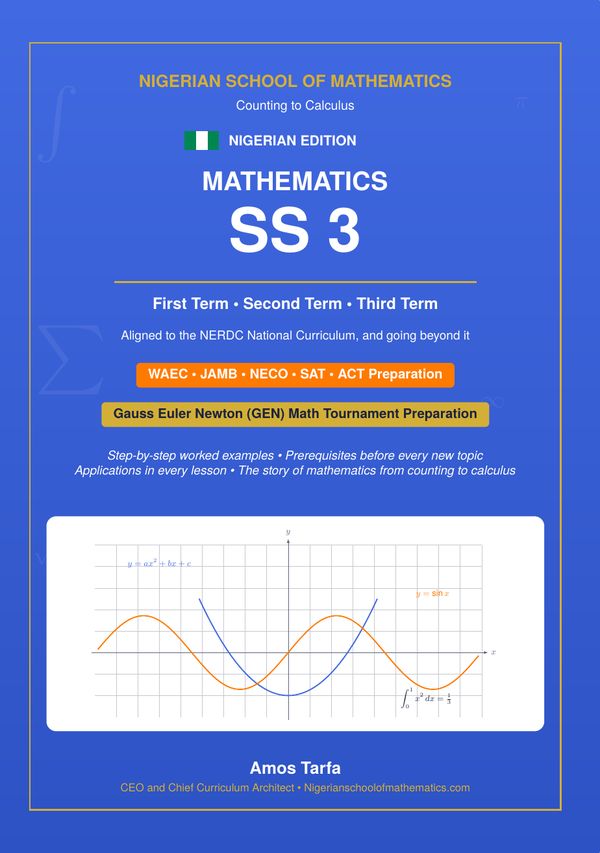 NIGERIAN SCHOOL OF MATHEMATICS
Counting to Calculus
NIGERIAN EDITION
MATHEMATICS
SS 3
First Term • Second Term • Third Term
Aligned to the NERDC National Curriculum, and going beyond it
WAEC • JAMB • NECO • SAT • ACT Preparation
Gauss Euler Newton (GEN) Math Tournament Preparation
Step-by-step worked examples • Prerequisites before every new topic
Applications in every lesson • The story of mathematics from counting to calculus
y
y = ax² + bx + c
y = sin x
x
∫₀¹ x² dx = 1/3
Amos Tarfa
CEO and Chief Curriculum Architect • Nigerianschoolofmathematics.com